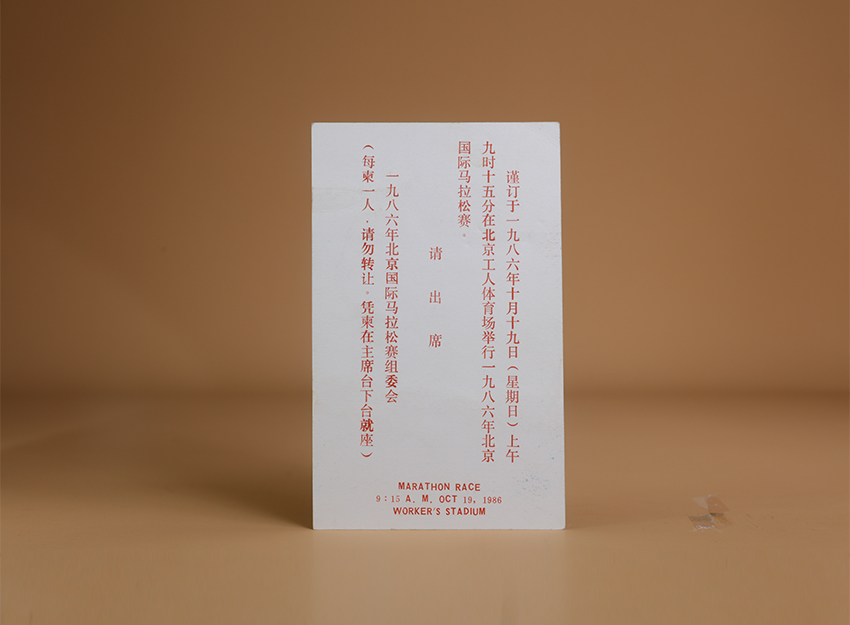 谨订于一九八六年十月十九日(星期日)上午
九时十五分在北京工人体育场举行一九八六年北京
国际马拉松赛。
请出席
一九八六年北京国际马拉松赛组委会
(每柬一人,请勿转让。凭柬在主席台下台就座)
MARATHON RACE
9:15 A. M. OCT 19, 1986
WORKER'S STADIUM